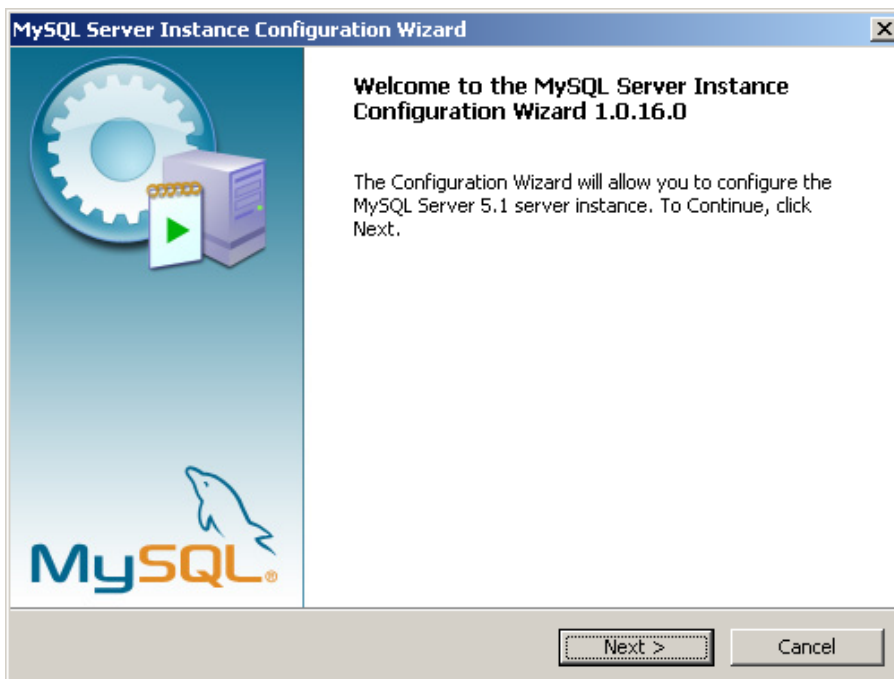 MySQL Server Instance Configuration Wizard
Welcome to the MySQL Server Instance
Configuration Wizard 1.0.16.0
The Configuration Wizard will allow you to configure the
MySQL Server 5.1 server instance. To Continue, click
Next.
MySQL®
Next >
Cancel